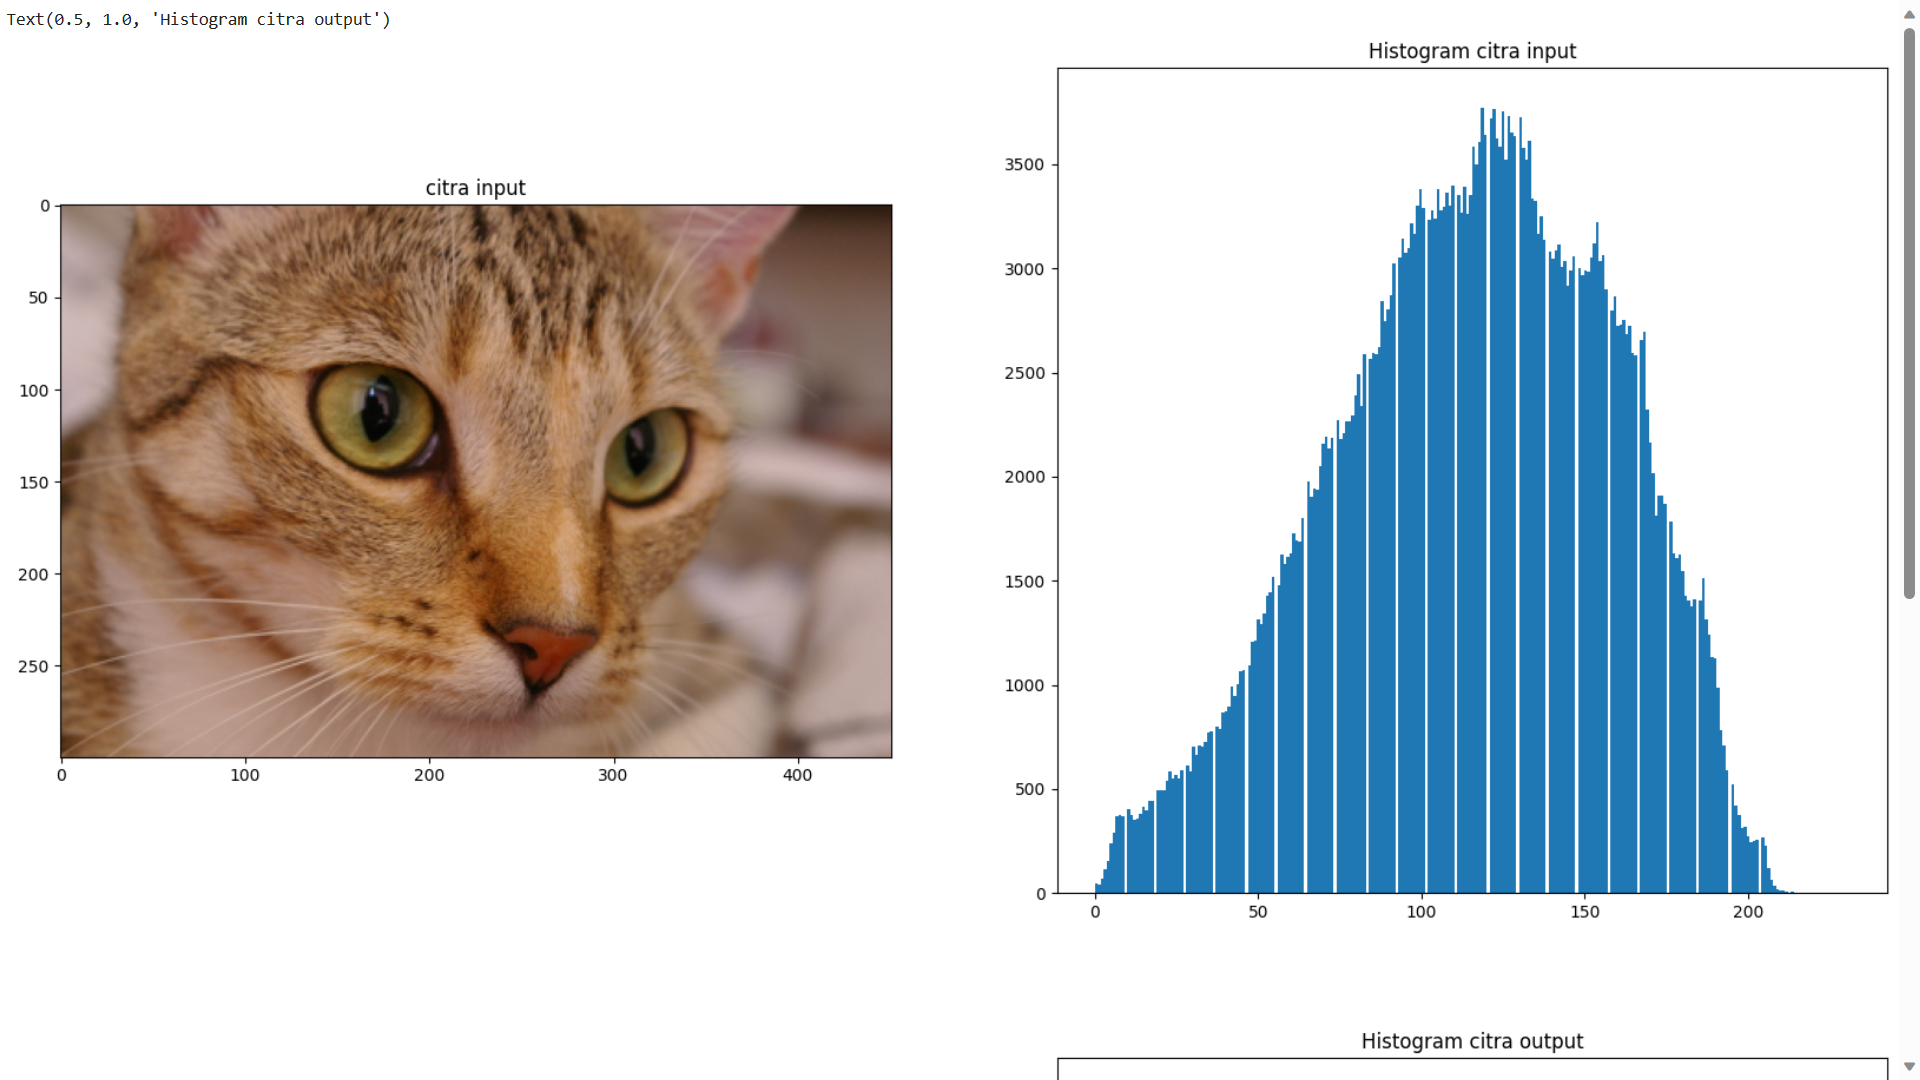 Text(0.5, 1.0, 'Histogram citra output')
citra input
0
50
100
150
200
250
0 100 200 300 400
Histogram citra input
3500
3000
2500
2000
1500
1000
500
0
0 50 100 150 200
Histogram citra output